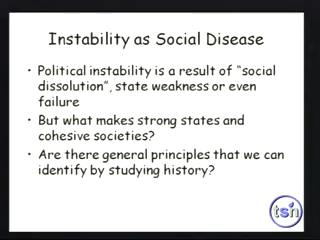 Instability as Social Disease
• Political instability is a result of "social
dissolution", state weakness or even
failure
• But what makes strong states and
cohesive societies?
• Are there general principles that we can
identify by studying history?
tsn